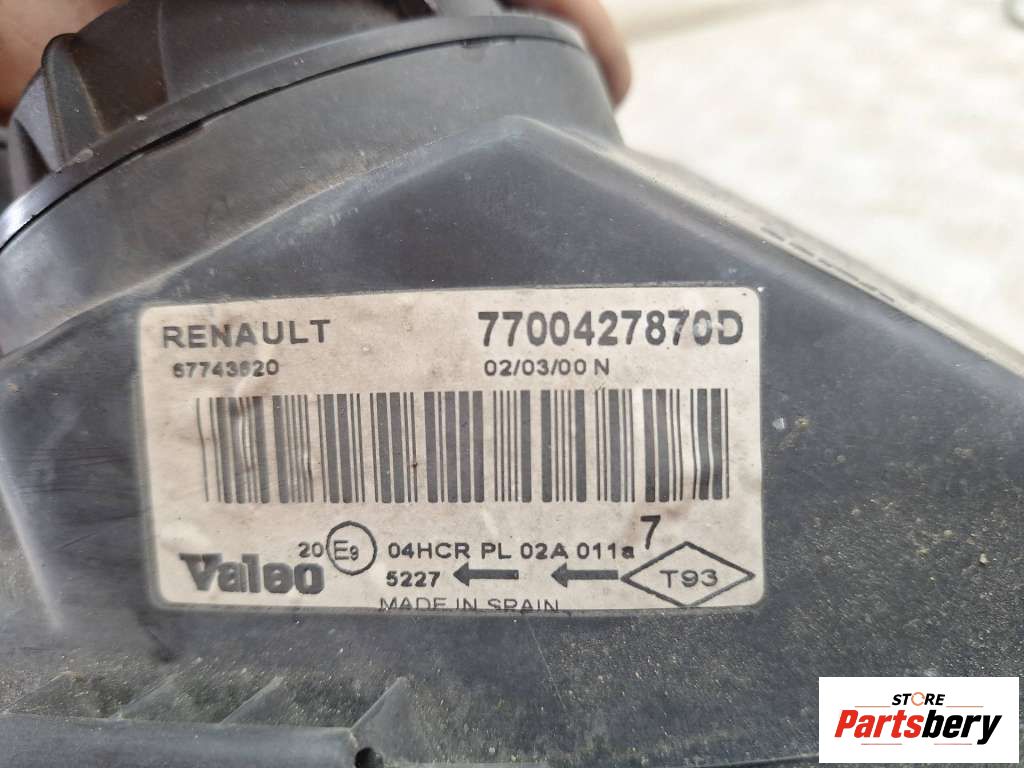 RENAULT 7700427870D
67743620 02/03/00 N
7
20 E9 04HCR PL 02A 011a
Valeo 5227 T93
MADE IN SPAIN
STORE
Partsbery